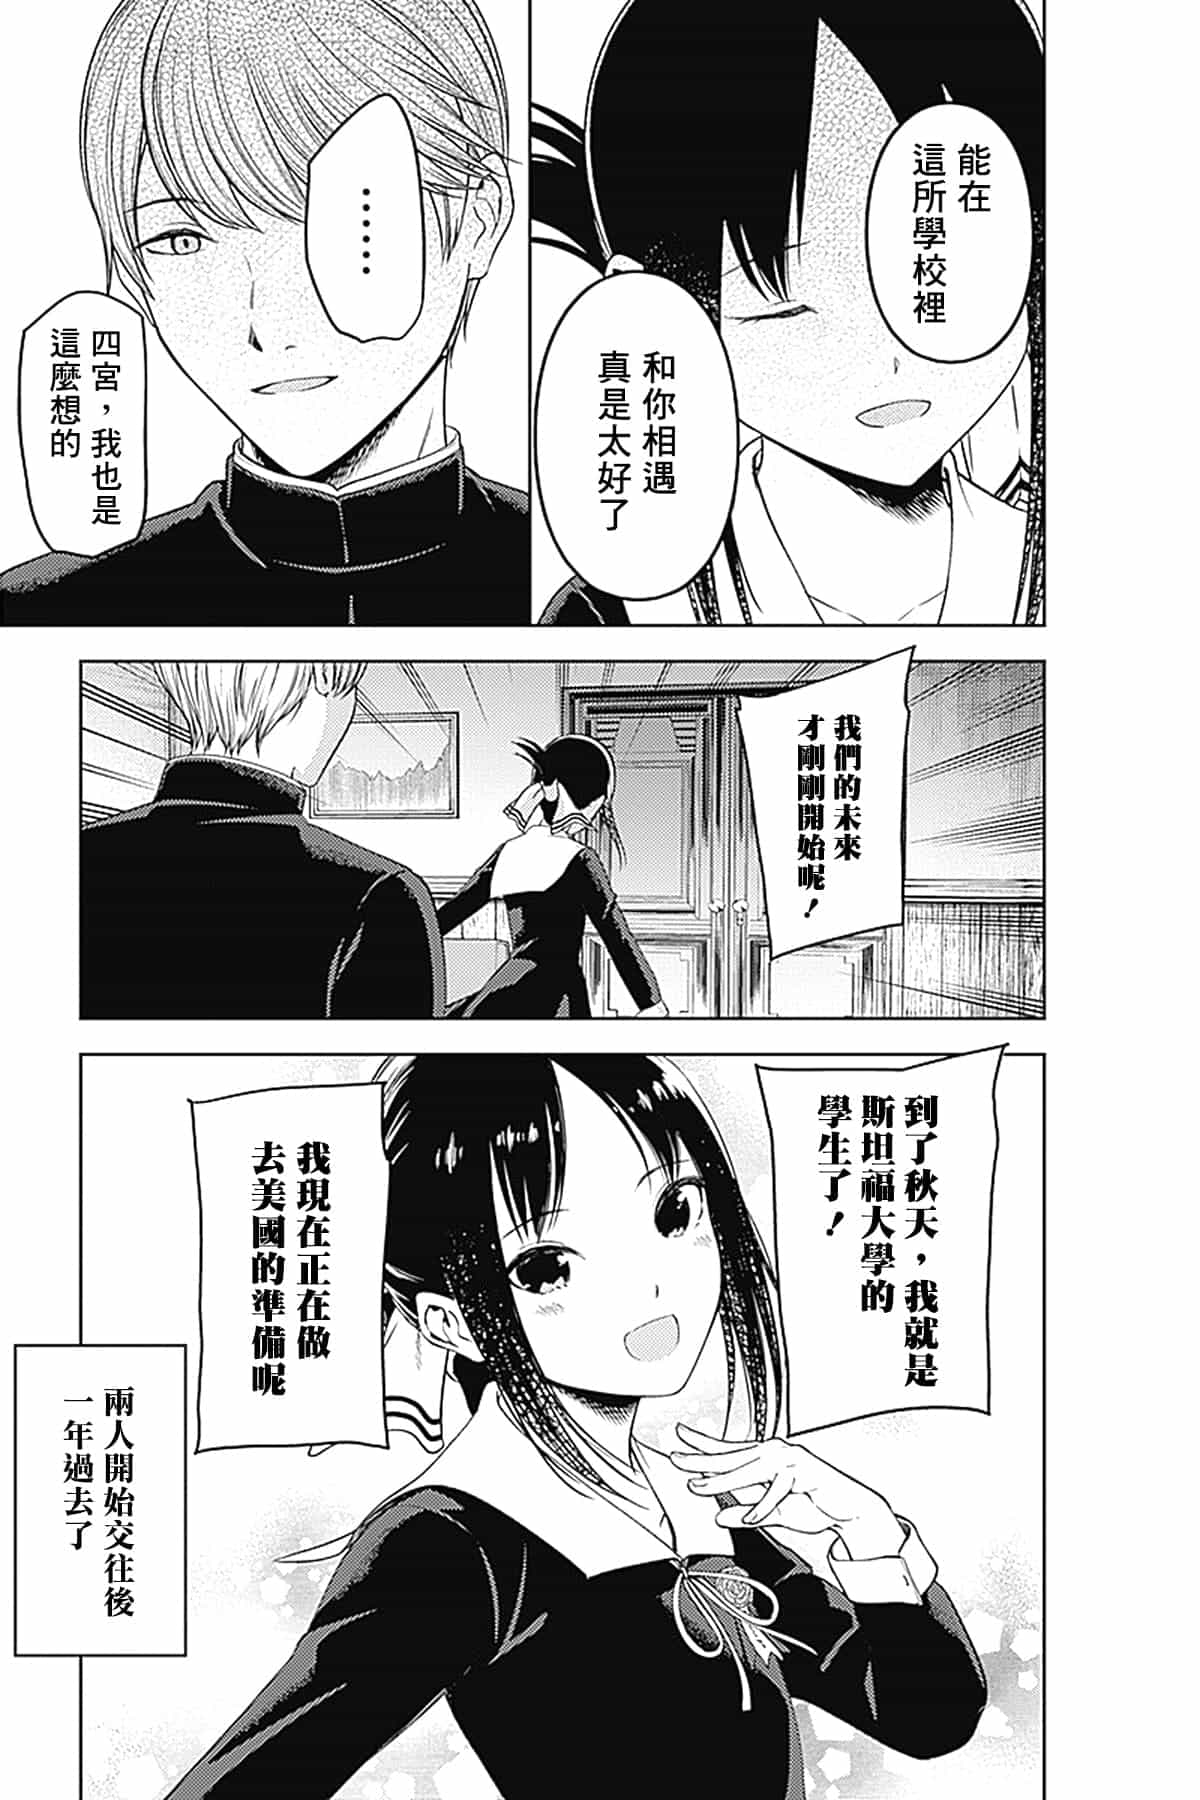 能在
這所學校裡
和你相遇
真是太好了
……
四宮，我也是
這麼想的
我們的未來
才剛剛開始呢！
到了秋天，我就是
斯坦福大學的
學生了！
我現在正在做
去美國的準備呢
兩人開始交往後
一年過去了